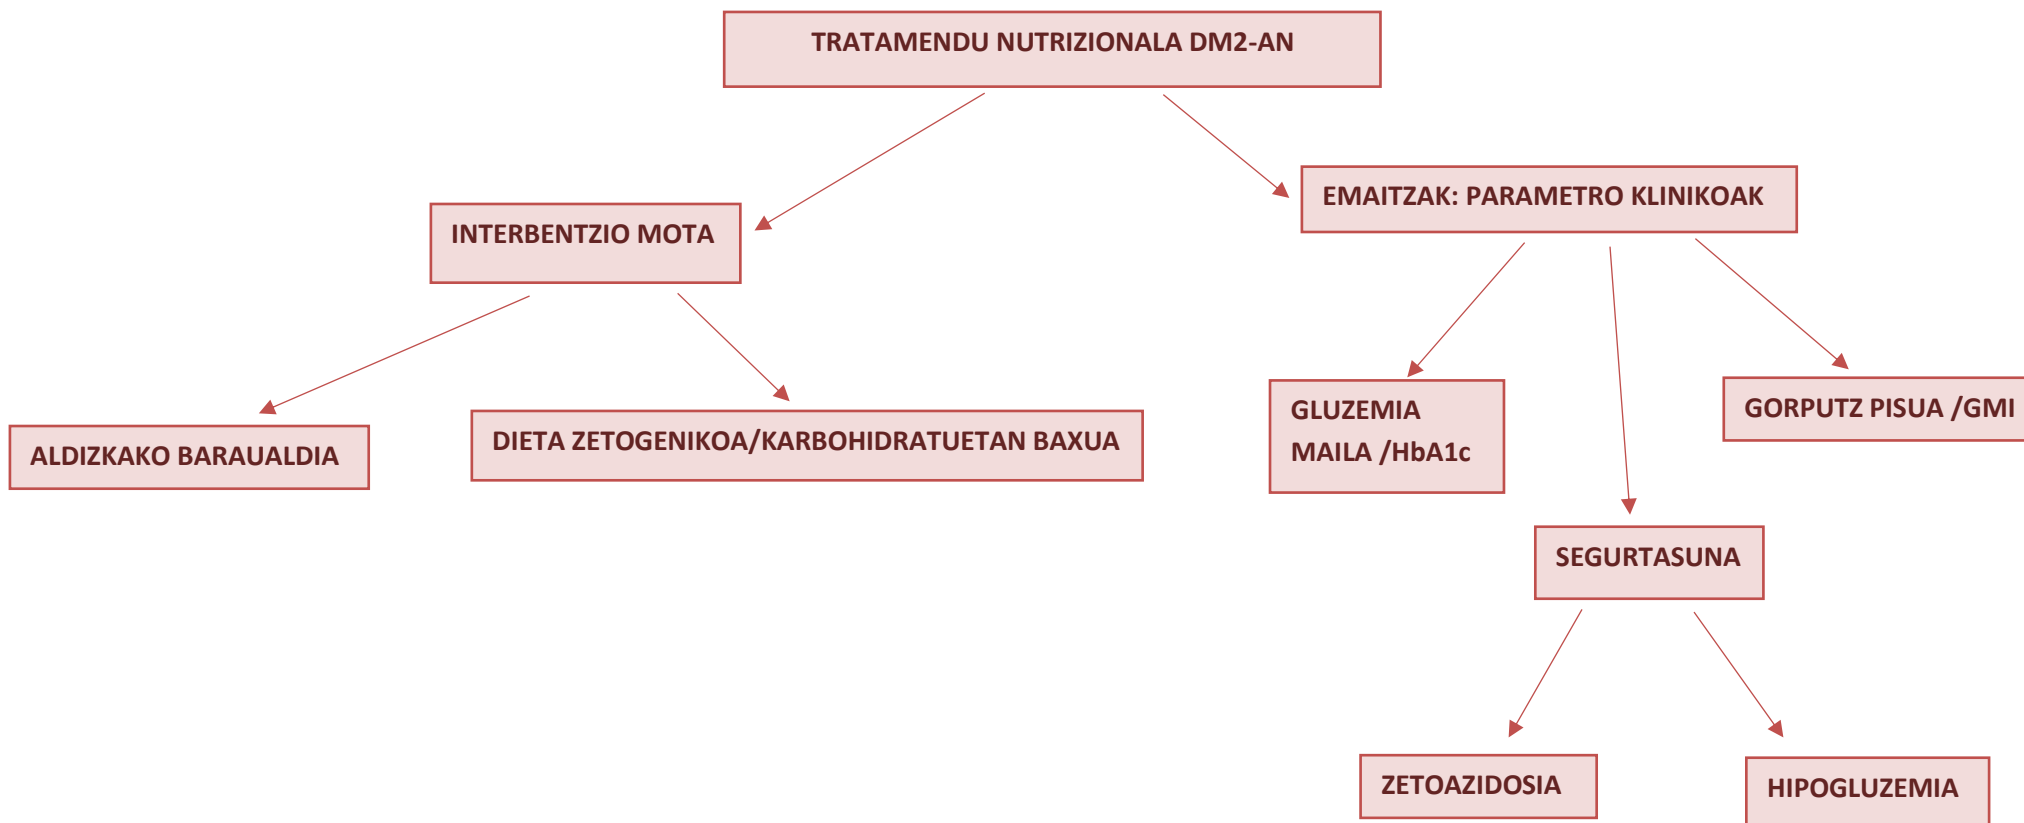 TRATAMENDU NUTRIZIONALA DM2-AN
EMAITZAK: PARAMETRO KLINIKOAK
INTERBENTZIO MOTA
GLUZEMIA
MAILA /HbA1c
GORPUTZ PISUA /GMI
ALDIZKAKO BARAUALDIA
DIETA ZETOGENIKOA/KARBOHIDRATUETAN BAXUA
SEGURTASUNA
ZETOAZIDOSIA
HIPOGLUZEMIA